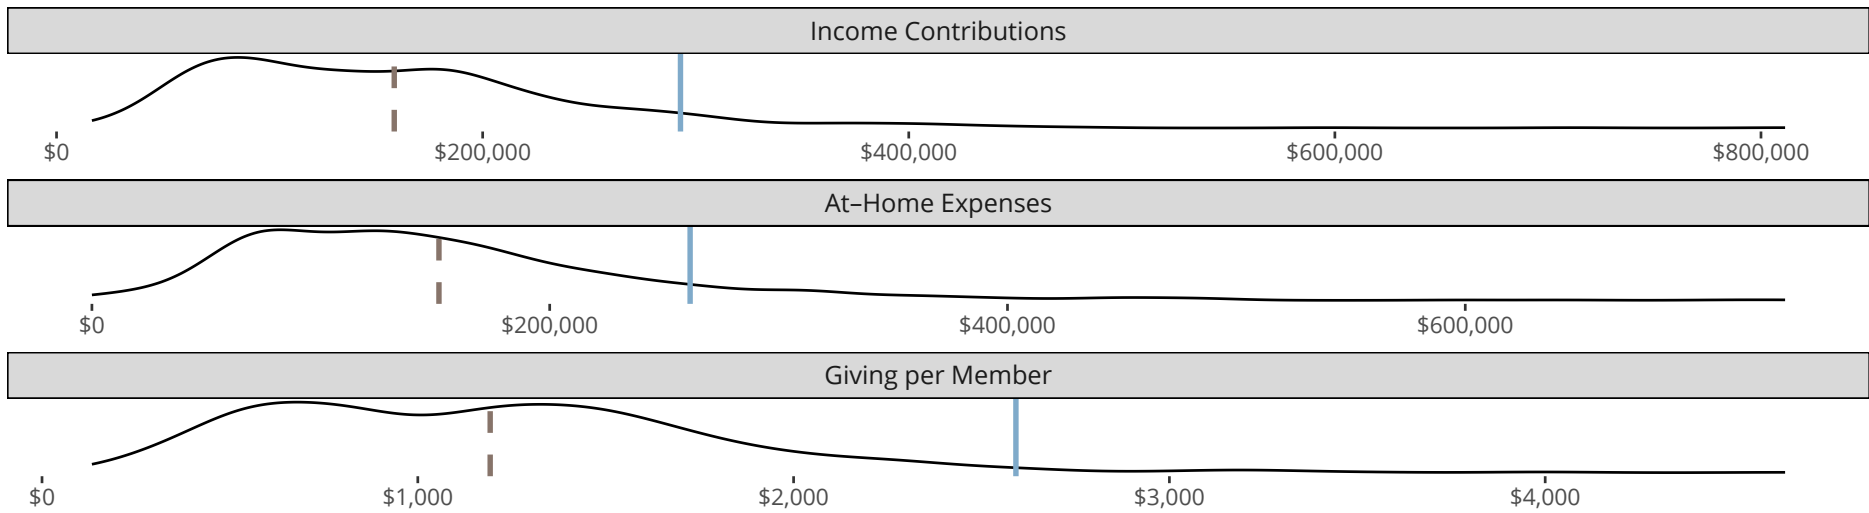 Income Contributions
$0 $200,000 $400,000 $600,000 $800,000
At–Home Expenses
$0 $200,000 $400,000 $600,000
Giving per Member
$0 $1,000 $2,000 $3,000 $4,000